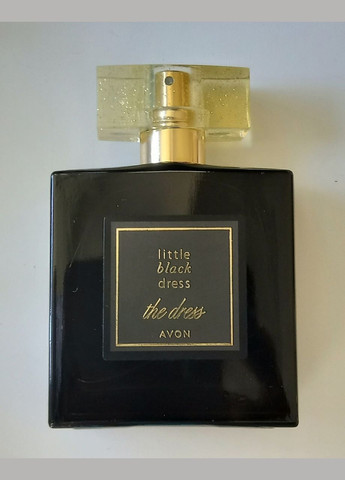 little
black
dress
the dress
AVON